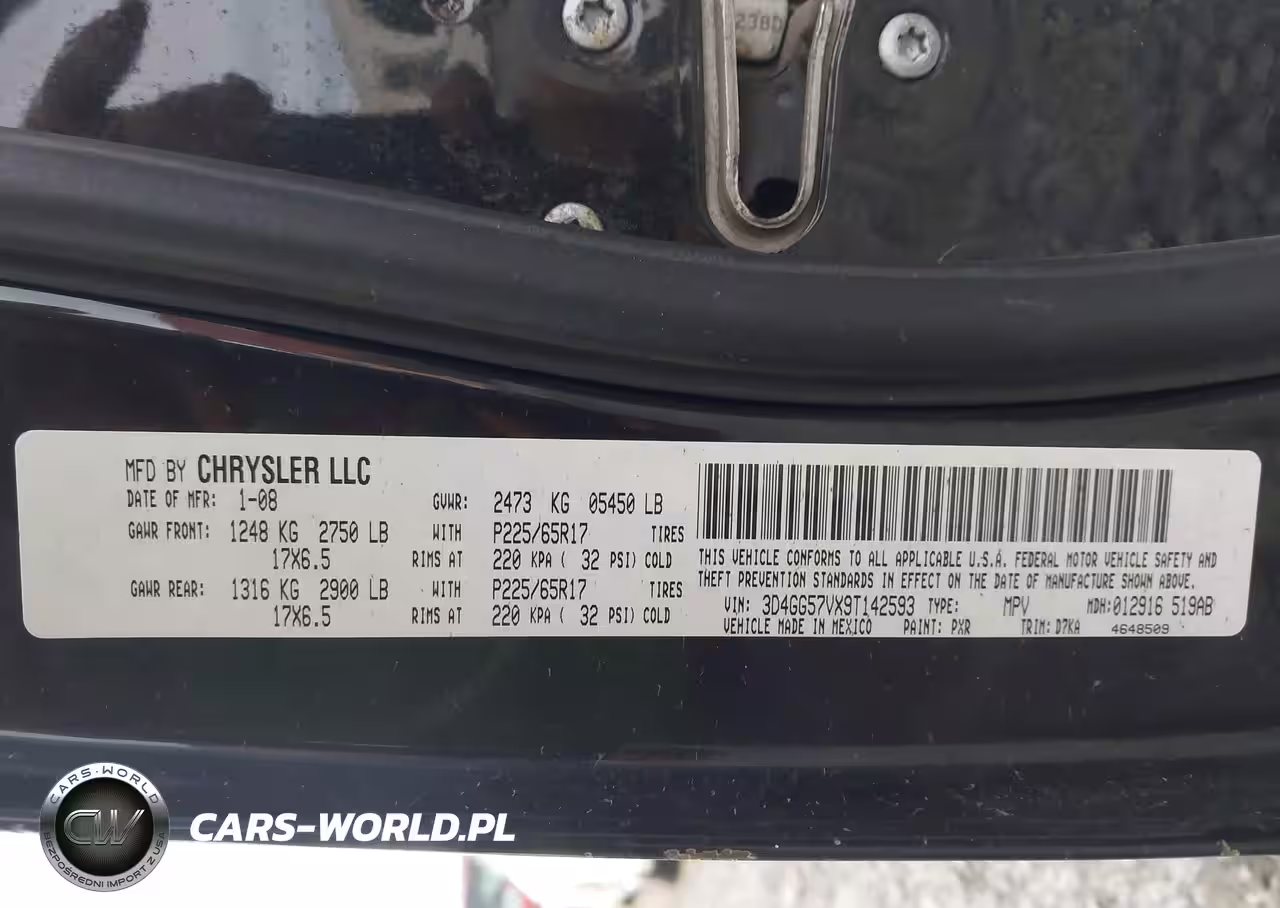 238D
MFD BY CHRYSLER LLC
DATE OF MFR: 1-08 GVWR: 2473 KG 05450 LB
GAWR FRONT: 1248 KG 2750 LB WITH P225/65R17 TIRES
17X6.5 RIMS AT 220 KPA ( 32 PSI) COLD
GAWR REAR: 1316 KG 2900 LB WITH P225/65R17 TIRES
17X6.5 RIMS AT 220 KPA ( 32 PSI) COLD
THIS VEHICLE CONFORMS TO ALL APPLICABLE U.S.A. FEDERAL MOTOR VEHICLE SAFETY AND
THEFT PREVENTION STANDARDS IN EFFECT ON THE DATE OF MANUFACTURE SHOWN ABOVE.
VIN: 3D4GG57VX9T142593 TYPE: MPV MDH: 012916 519AB
VEHICLE MADE IN MEXICO PAINT: PXR TRIM: D7KA 4648509
CARS-WORLD
CW
BEZPOŚREDNI IMPORT Z USA
CARS-WORLD.PL